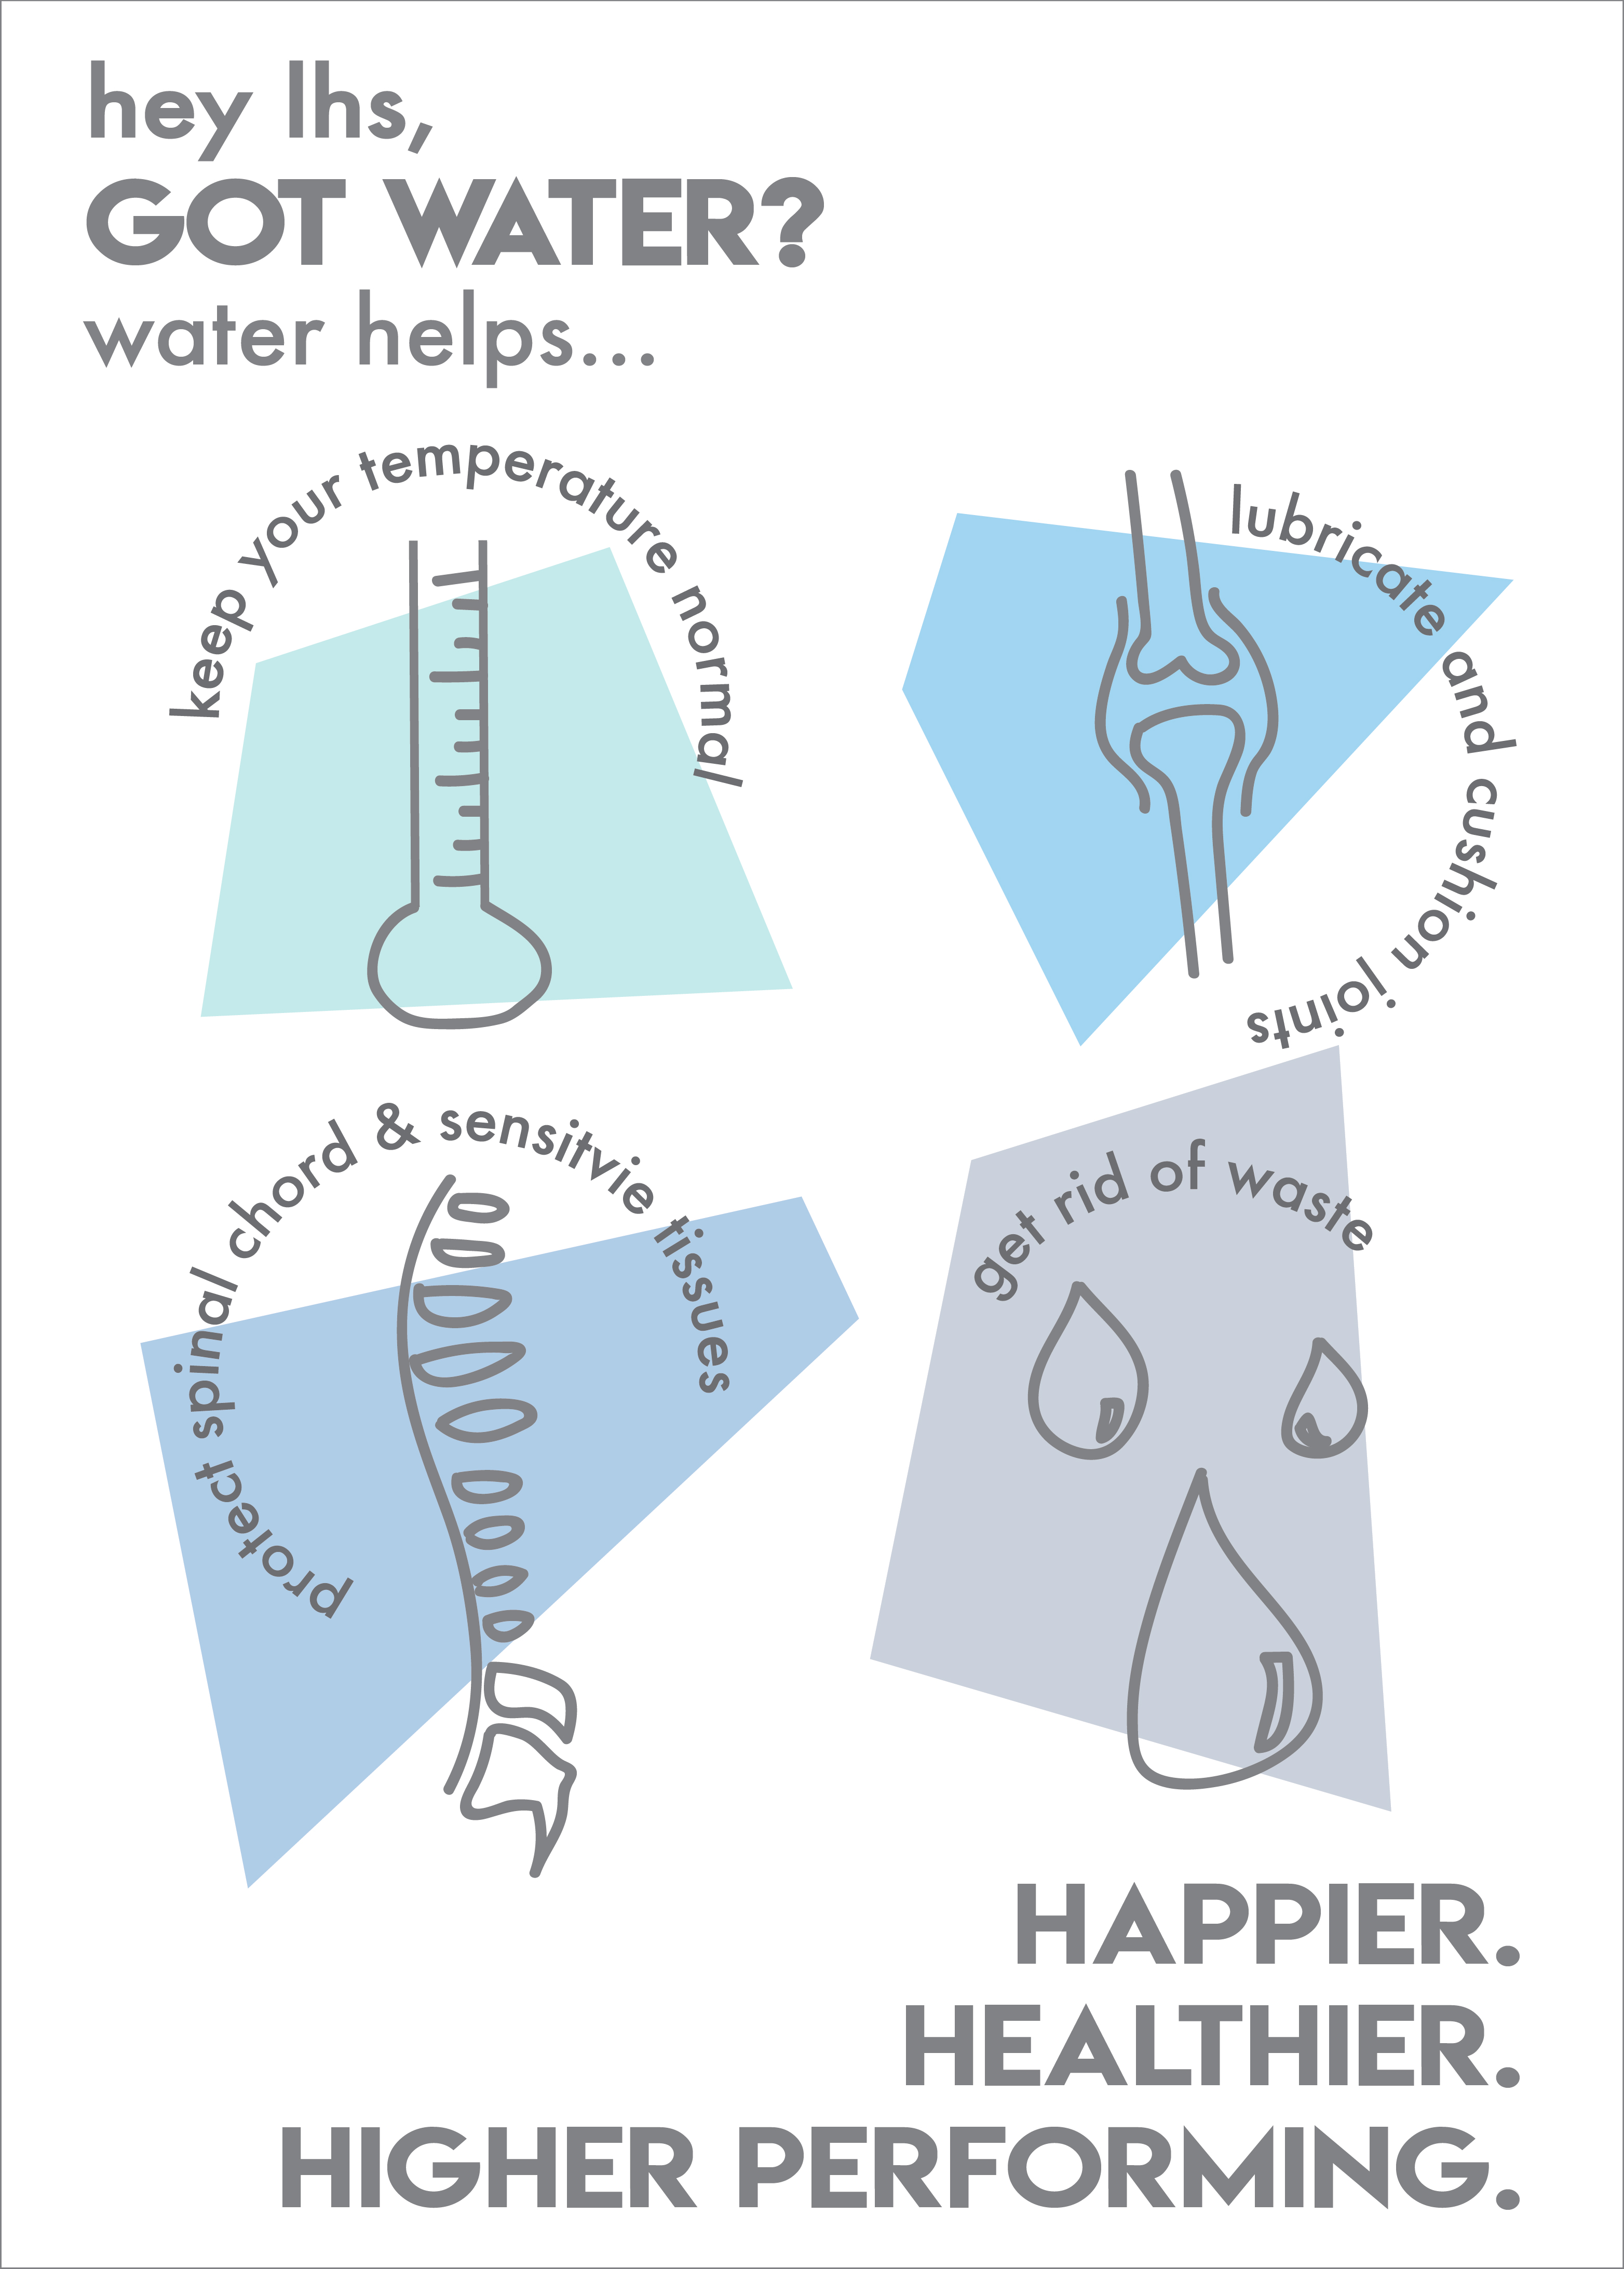 hey lhs,
GOT WATER?
water helps...
keep your temperature normal
lubricate and cushion joints
protect spinal chord & sensitvie tissues
get rid of waste
HAPPIER.
HEALTHIER.
HIGHER PERFORMING.